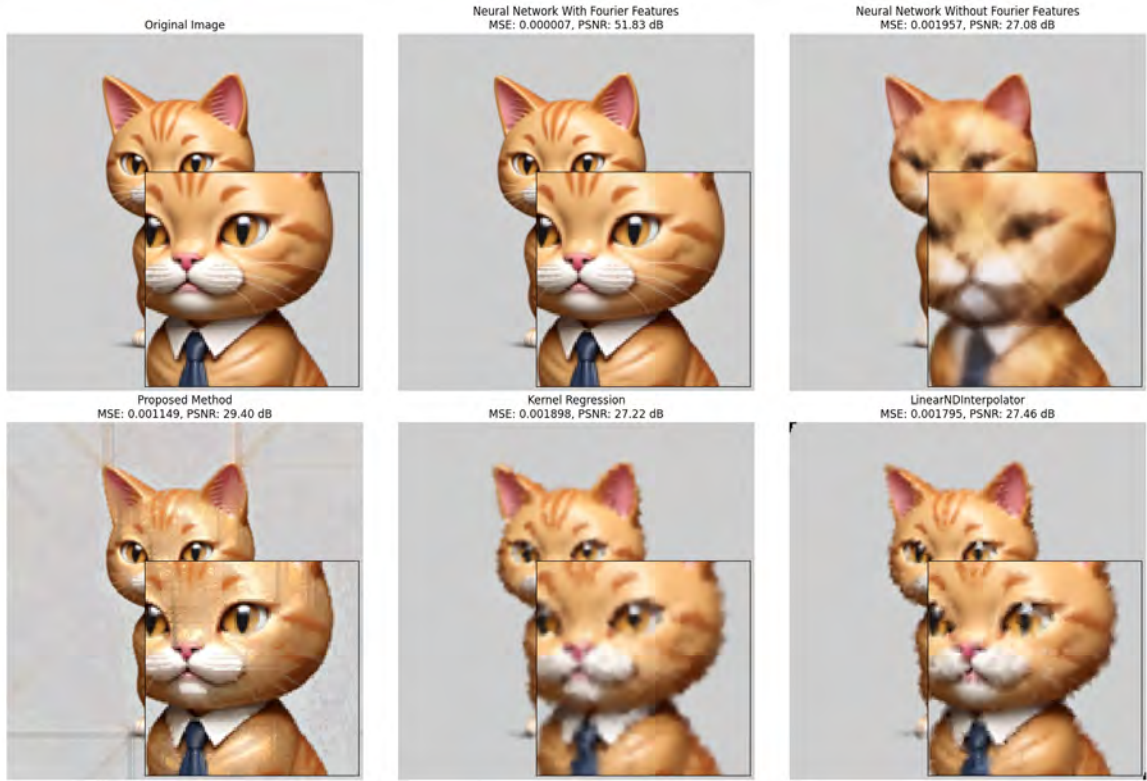 Original Image
Neural Network With Fourier Features
MSE: 0.000007, PSNR: 51.83 dB
Neural Network Without Fourier Features
MSE: 0.001957, PSNR: 27.08 dB
Proposed Method
MSE: 0.001149, PSNR: 29.40 dB
Kernel Regression
MSE: 0.001898, PSNR: 27.22 dB
LinearNDInterpolator
MSE: 0.001795, PSNR: 27.46 dB